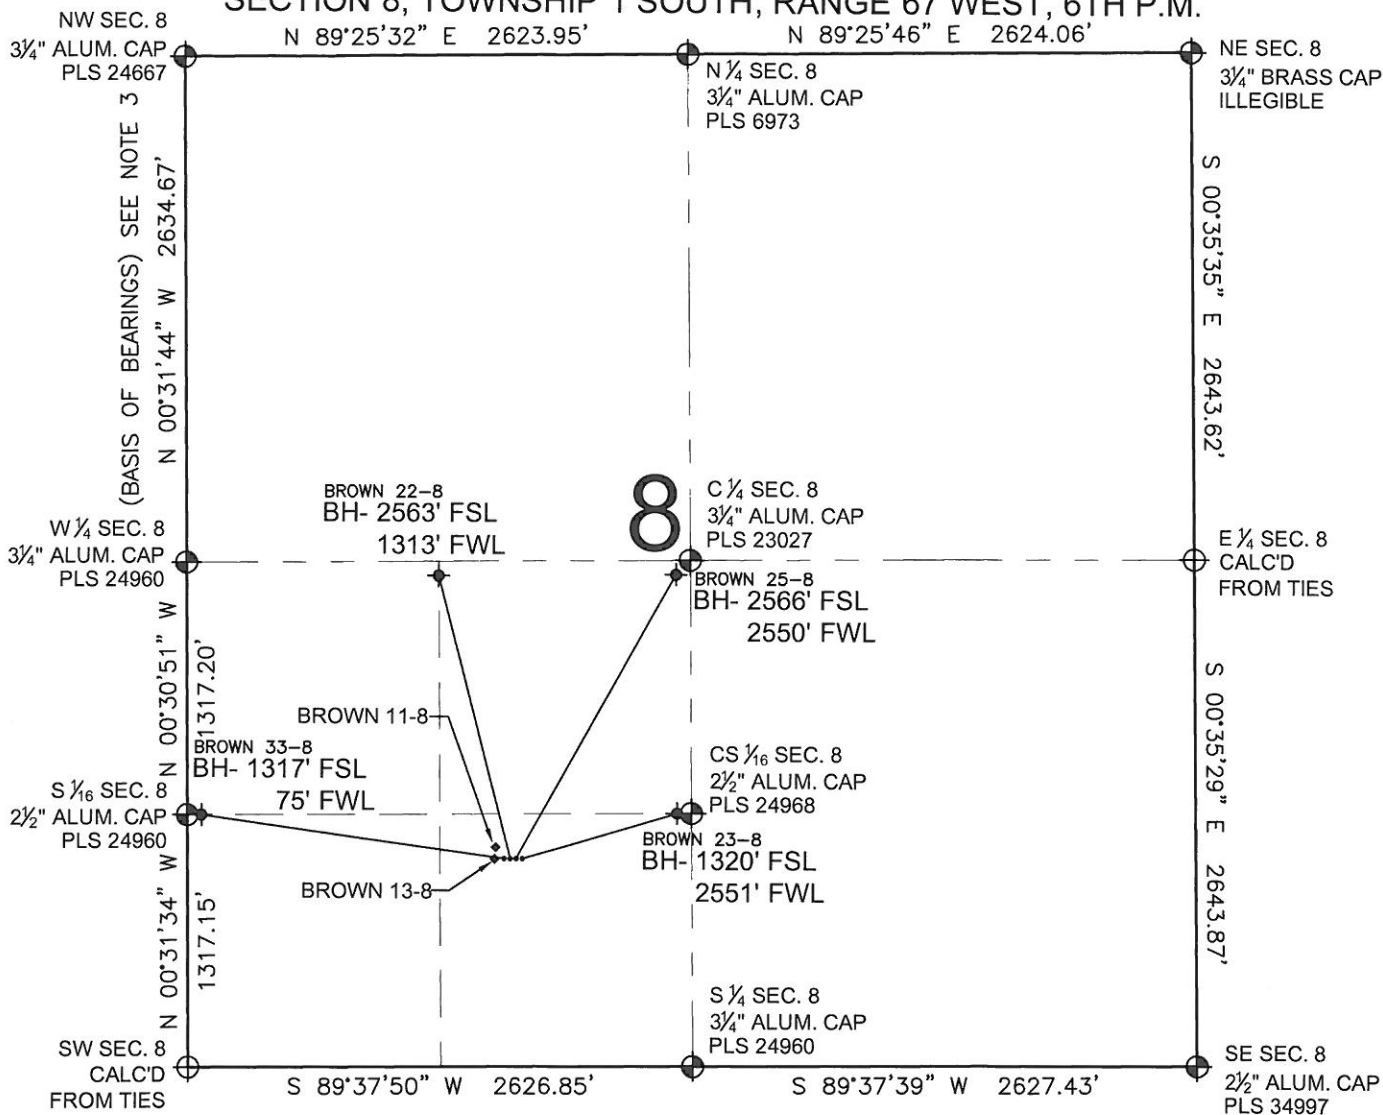 SECTION 8, TOWNSHIP 1 SOUTH, RANGE 67 WEST, 6TH P.M.
NW SEC. 8
3¼" ALUM. CAP
PLS 24667
N 89°25'32" E 2623.95'
N 89°25'46" E 2624.06'
NE SEC. 8
3¼" BRASS CAP
ILLEGIBLE
N ¼ SEC. 8
3¼" ALUM. CAP
PLS 6973
(BASIS OF BEARINGS) SEE NOTE 3
N 00°31'44" W 2634.67'
S 00°35'35" E 2643.62'
BROWN 22-8
BH- 2563' FSL
1313' FWL
8
C ¼ SEC. 8
3¼" ALUM. CAP
PLS 23027
W ¼ SEC. 8
3¼" ALUM. CAP
PLS 24960
E ¼ SEC. 8
CALC'D
FROM TIES
BROWN 25-8
BH- 2566' FSL
2550' FWL
N 00°30'51" W
1317.20'
BROWN 11-8
BROWN 33-8
BH- 1317' FSL
75' FWL
S 1/16 SEC. 8
2½" ALUM. CAP
PLS 24960
CS 1/16 SEC. 8
2½" ALUM. CAP
PLS 24968
BROWN 23-8
BH- 1320' FSL
2551' FWL
BROWN 13-8
S 00°35'29" E 2643.87'
N 00°31'34" W
1317.15'
S ¼ SEC. 8
3¼" ALUM. CAP
PLS 24960
SW SEC. 8
CALC'D
FROM TIES
S 89°37'50" W 2626.85'
S 89°37'39" W 2627.43'
SE SEC. 8
2½" ALUM. CAP
PLS 34997